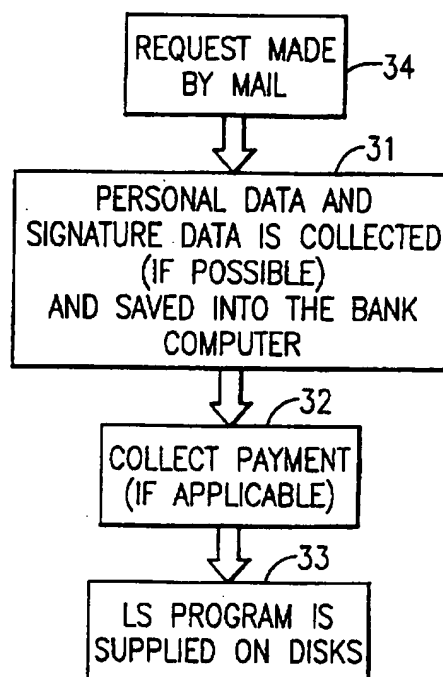 REQUEST MADE
BY MAIL
34
31
PERSONAL DATA AND
SIGNATURE DATA IS COLLECTED
(IF POSSIBLE)
AND SAVED INTO THE BANK
COMPUTER
32
COLLECT PAYMENT
(IF APPLICABLE)
33
LS PROGRAM IS
SUPPLIED ON DISKS